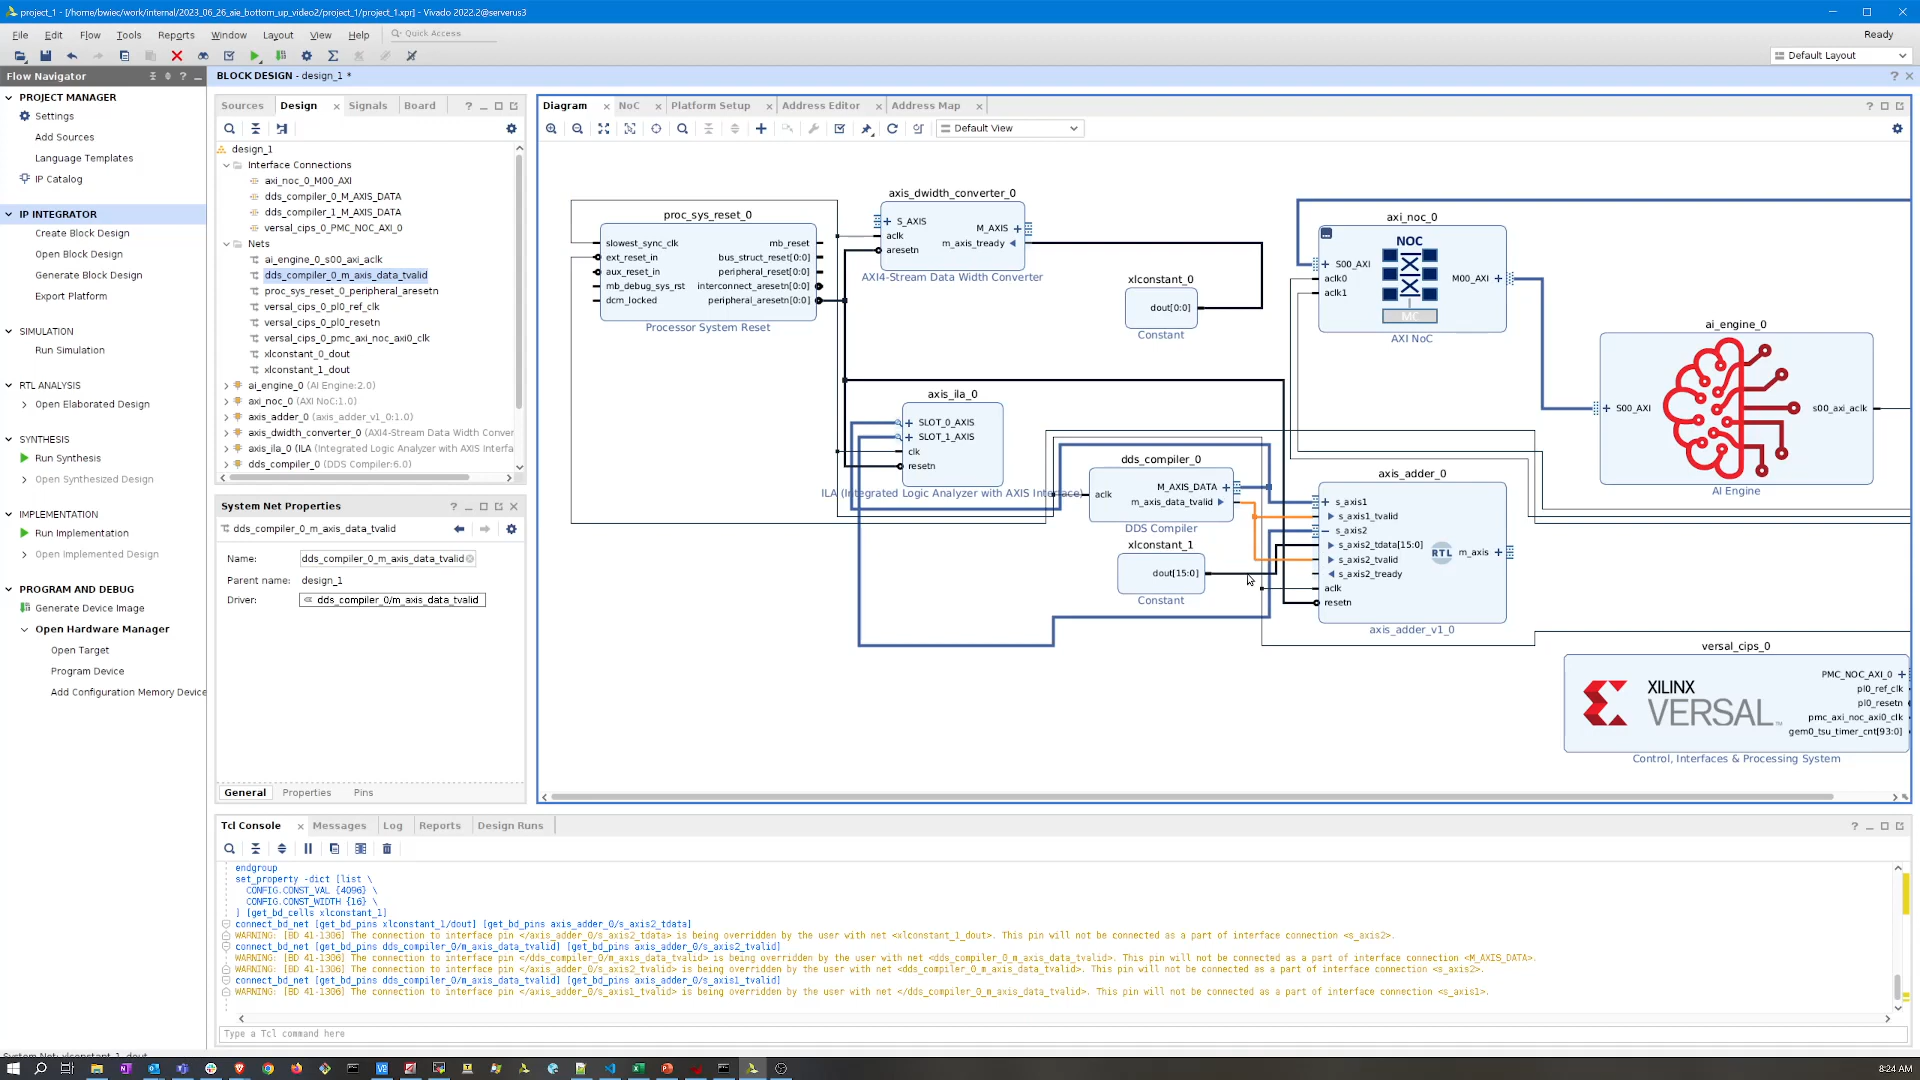 project_1 - [/home/bwiec/work/internal/2023_06_26_aie_bottom_up_video2/project_1/project_1.xpr] - Vivado 2022.2@serverus3
File Edit Flow Tools Reports Window Layout View Help Quick Access
Ready
Default Layout
Flow Navigator
PROJECT MANAGER
Settings
Add Sources
Language Templates
IP Catalog
IP INTEGRATOR
Create Block Design
Open Block Design
Generate Block Design
Export Platform
SIMULATION
Run Simulation
RTL ANALYSIS
Open Elaborated Design
SYNTHESIS
Run Synthesis
Open Synthesized Design
IMPLEMENTATION
Run Implementation
Open Implemented Design
PROGRAM AND DEBUG
Generate Device Image
Open Hardware Manager
Open Target
Program Device
Add Configuration Memory Device
BLOCK DESIGN - design_1 *
Sources Design Signals Board
design_1
Interface Connections
axi_noc_0_M00_AXI
dds_compiler_0_M_AXIS_DATA
dds_compiler_1_M_AXIS_DATA
versal_cips_0_PMC_NOC_AXI_0
Nets
ai_engine_0_s00_axi_aclk
dds_compiler_0_m_axis_data_tvalid
proc_sys_reset_0_peripheral_aresetn
versal_cips_0_pl0_ref_clk
versal_cips_0_pl0_resetn
versal_cips_0_pmc_axi_noc_axi0_clk
xlconstant_0_dout
xlconstant_1_dout
ai_engine_0 (AI Engine:2.0)
axi_noc_0 (AXI NoC:1.0)
axis_adder_0 (axis_adder_v1_0:1.0)
axis_dwidth_converter_0 (AXI4-Stream Data Width Conver
axis_ila_0 (ILA (Integrated Logic Analyzer with AXIS Interfa
dds_compiler_0 (DDS Compiler:6.0)
System Net Properties
dds_compiler_0_m_axis_data_tvalid
Name: dds_compiler_0_m_axis_data_tvalid
Parent name: design_1
Driver: dds_compiler_0/m_axis_data_tvalid
General Properties Pins
Diagram NoC Platform Setup Address Editor Address Map
Default View
proc_sys_reset_0
slowest_sync_clk
ext_reset_in
aux_reset_in
mb_debug_sys_rst
dcm_locked
mb_reset
bus_struct_reset[0:0]
peripheral_reset[0:0]
interconnect_aresetn[0:0]
peripheral_aresetn[0:0]
Processor System Reset
axis_dwidth_converter_0
S_AXIS
aclk
aresetn
M_AXIS
m_axis_tready
AXI4-Stream Data Width Converter
xlconstant_0
dout[0:0]
Constant
axi_noc_0
S00_AXI
aclk0
aclk1
NOC
MC
M00_AXI
AXI NoC
ai_engine_0
S00_AXI
s00_axi_aclk
AI Engine
axis_ila_0
SLOT_0_AXIS
SLOT_1_AXIS
clk
resetn
ILA (Integrated Logic Analyzer with AXIS Interface)
dds_compiler_0
aclk
M_AXIS_DATA
m_axis_data_tvalid
DDS Compiler
xlconstant_1
dout[15:0]
Constant
axis_adder_0
s_axis1
s_axis1_tvalid
s_axis2
s_axis2_tdata[15:0]
s_axis2_tvalid
s_axis2_tready
aclk
resetn
RTL
m_axis
axis_adder_v1_0
versal_cips_0
XILINX
VERSAL
PMC_NOC_AXI_0
pl0_ref_clk
pl0_resetn
pmc_axi_noc_axi0_clk
gem0_tsu_timer_cnt[93:0]
Control, Interfaces & Processing System
Tcl Console Messages Log Reports Design Runs
endgroup
set_property -dict [list \
CONFIG.CONST_VAL {4096} \
CONFIG.CONST_WIDTH {16} \
] [get_bd_cells xlconstant_1]
connect_bd_net [get_bd_pins xlconstant_1/dout] [get_bd_pins axis_adder_0/s_axis2_tdata]
WARNING: [BD 41-1306] The connection to interface pin </axis_adder_0/s_axis2_tdata> is being overridden by the user with net <xlconstant_1_dout>. This pin will not be connected as a part of interface connection <s_axis2>.
connect_bd_net [get_bd_pins dds_compiler_0/m_axis_data_tvalid] [get_bd_pins axis_adder_0/s_axis2_tvalid]
WARNING: [BD 41-1306] The connection to interface pin </dds_compiler_0/m_axis_data_tvalid> is being overridden by the user with net <dds_compiler_0_m_axis_data_tvalid>. This pin will not be connected as a part of interface connection <M_AXIS_DATA>.
WARNING: [BD 41-1306] The connection to interface pin </axis_adder_0/s_axis2_tvalid> is being overridden by the user with net <dds_compiler_0_m_axis_data_tvalid>. This pin will not be connected as a part of interface connection <s_axis2>.
connect_bd_net [get_bd_pins dds_compiler_0/m_axis_data_tvalid] [get_bd_pins axis_adder_0/s_axis1_tvalid]
WARNING: [BD 41-1306] The connection to interface pin </axis_adder_0/s_axis1_tvalid> is being overridden by the user with net </dds_compiler_0_m_axis_data_tvalid>. This pin will not be connected as a part of interface connection <s_axis1>.
Type a Tcl command here
System Net: xlconstant_1_dout
8:24 AM